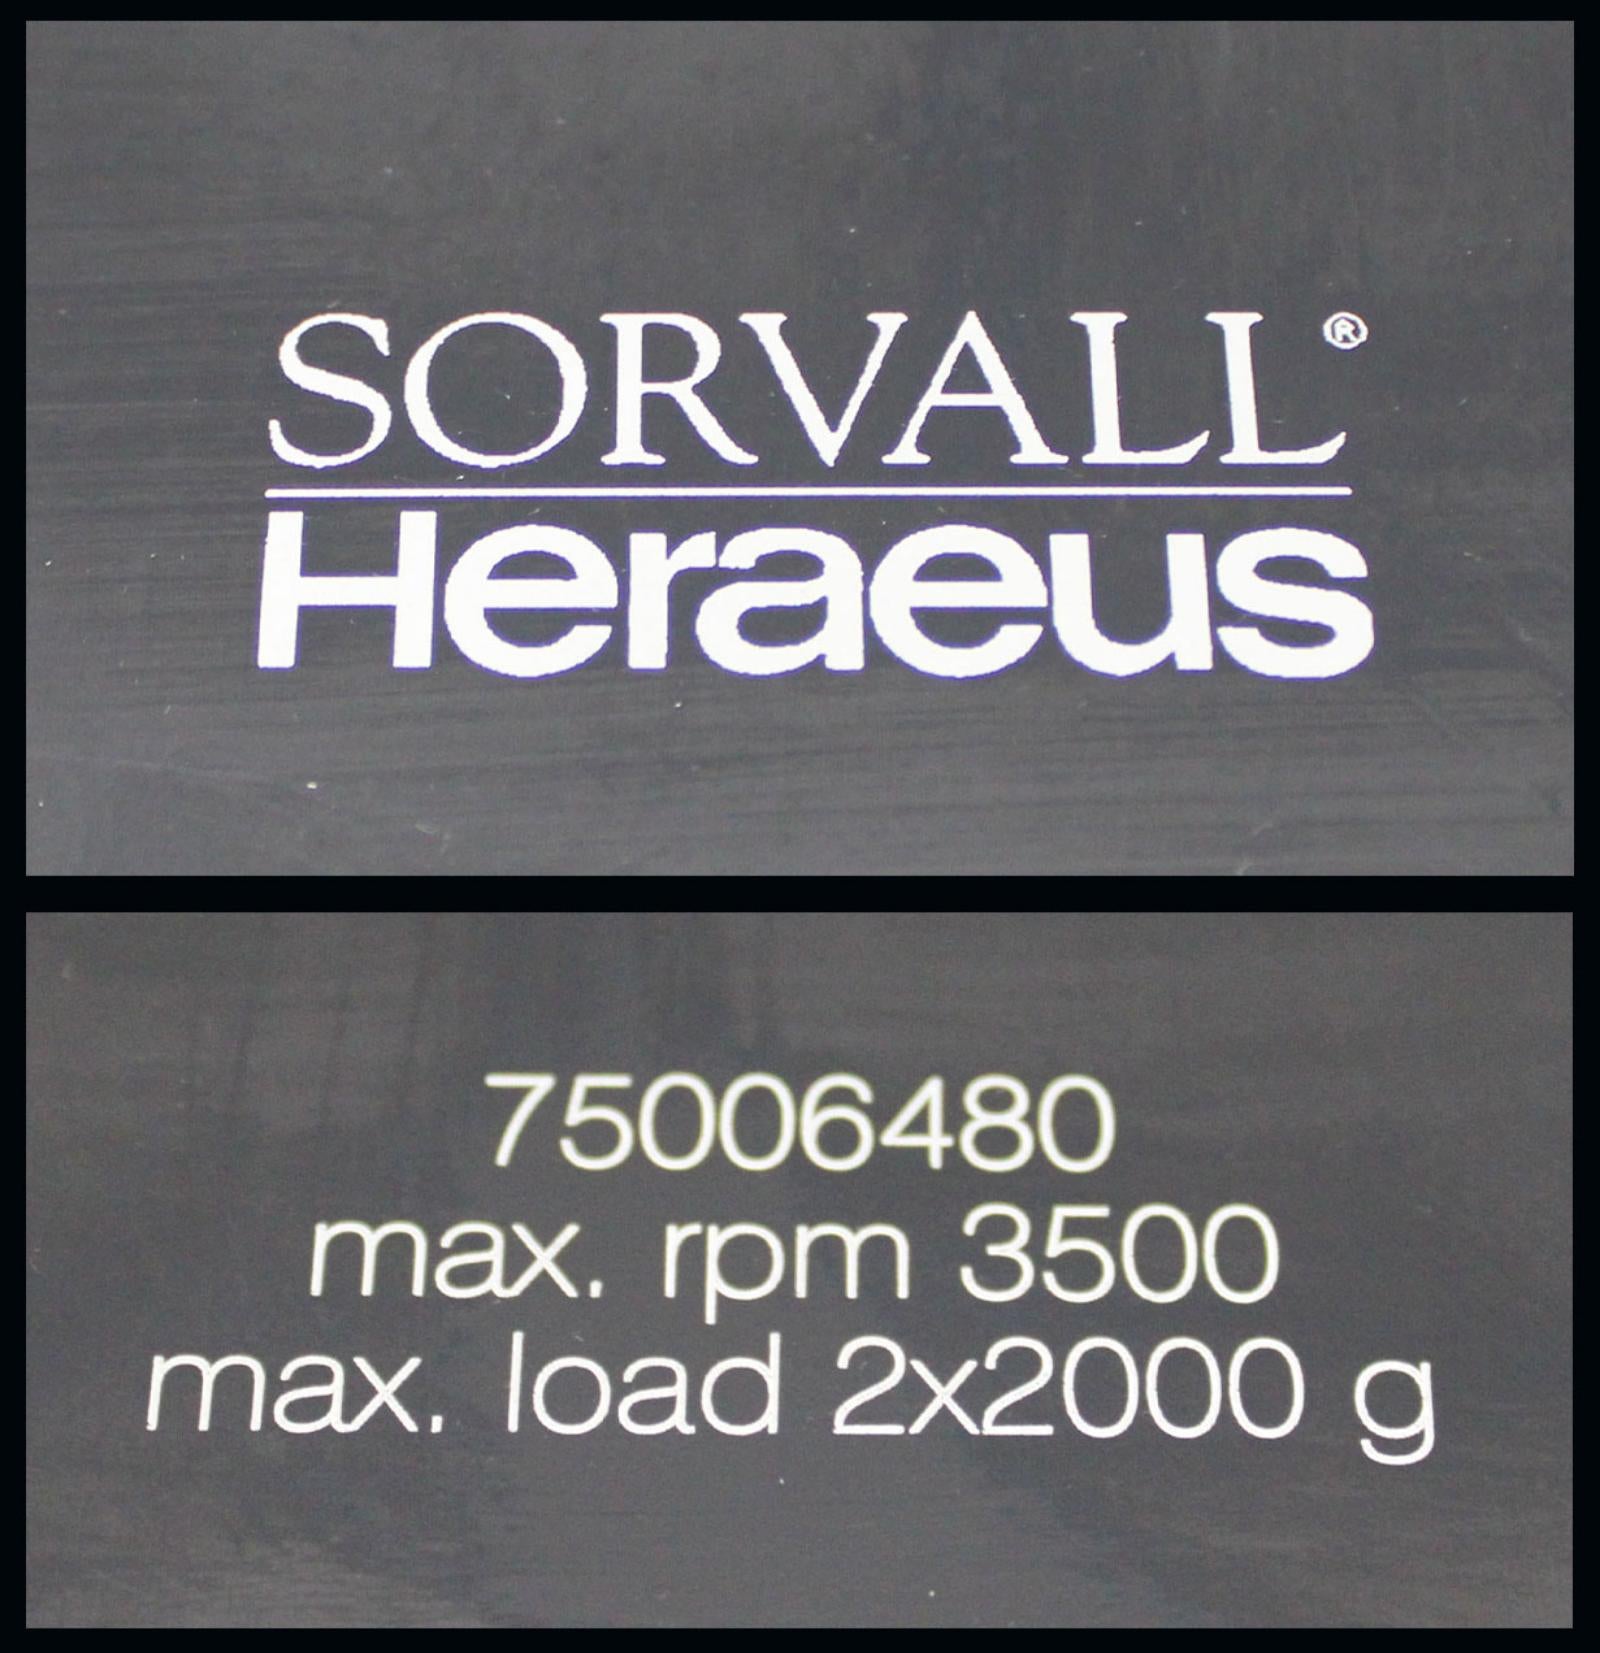 SORVALL®
Heraeus
75006480
max. rpm 3500
max. load 2x2000 g